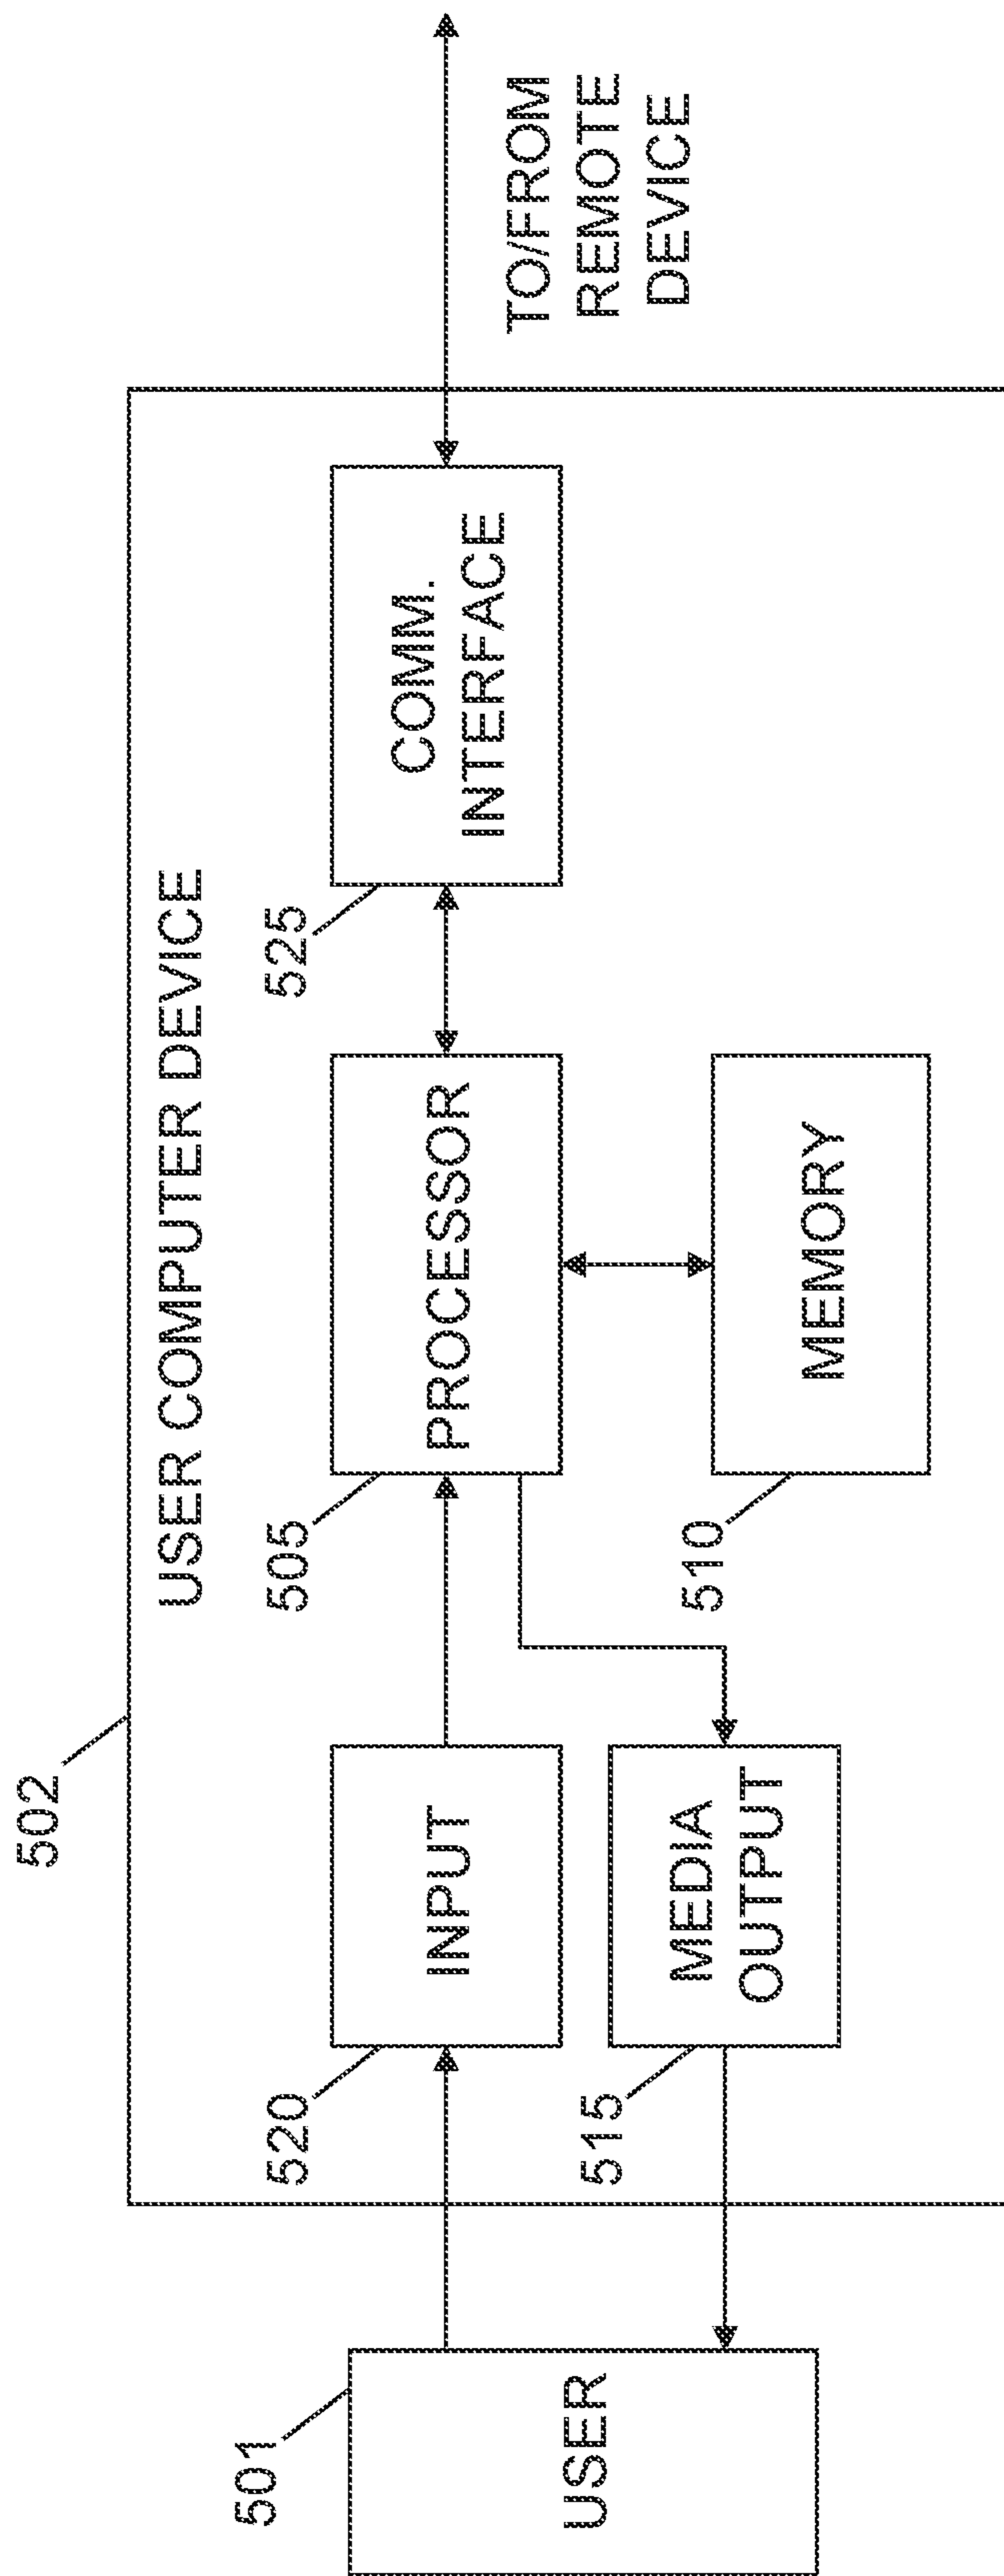 502
USER COMPUTER DEVICE
501
USER
520
INPUT
505
PROCESSOR
525
COMM.
INTERFACE
TO/FROM
REMOTE
DEVICE
515
MEDIA
OUTPUT
510
MEMORY